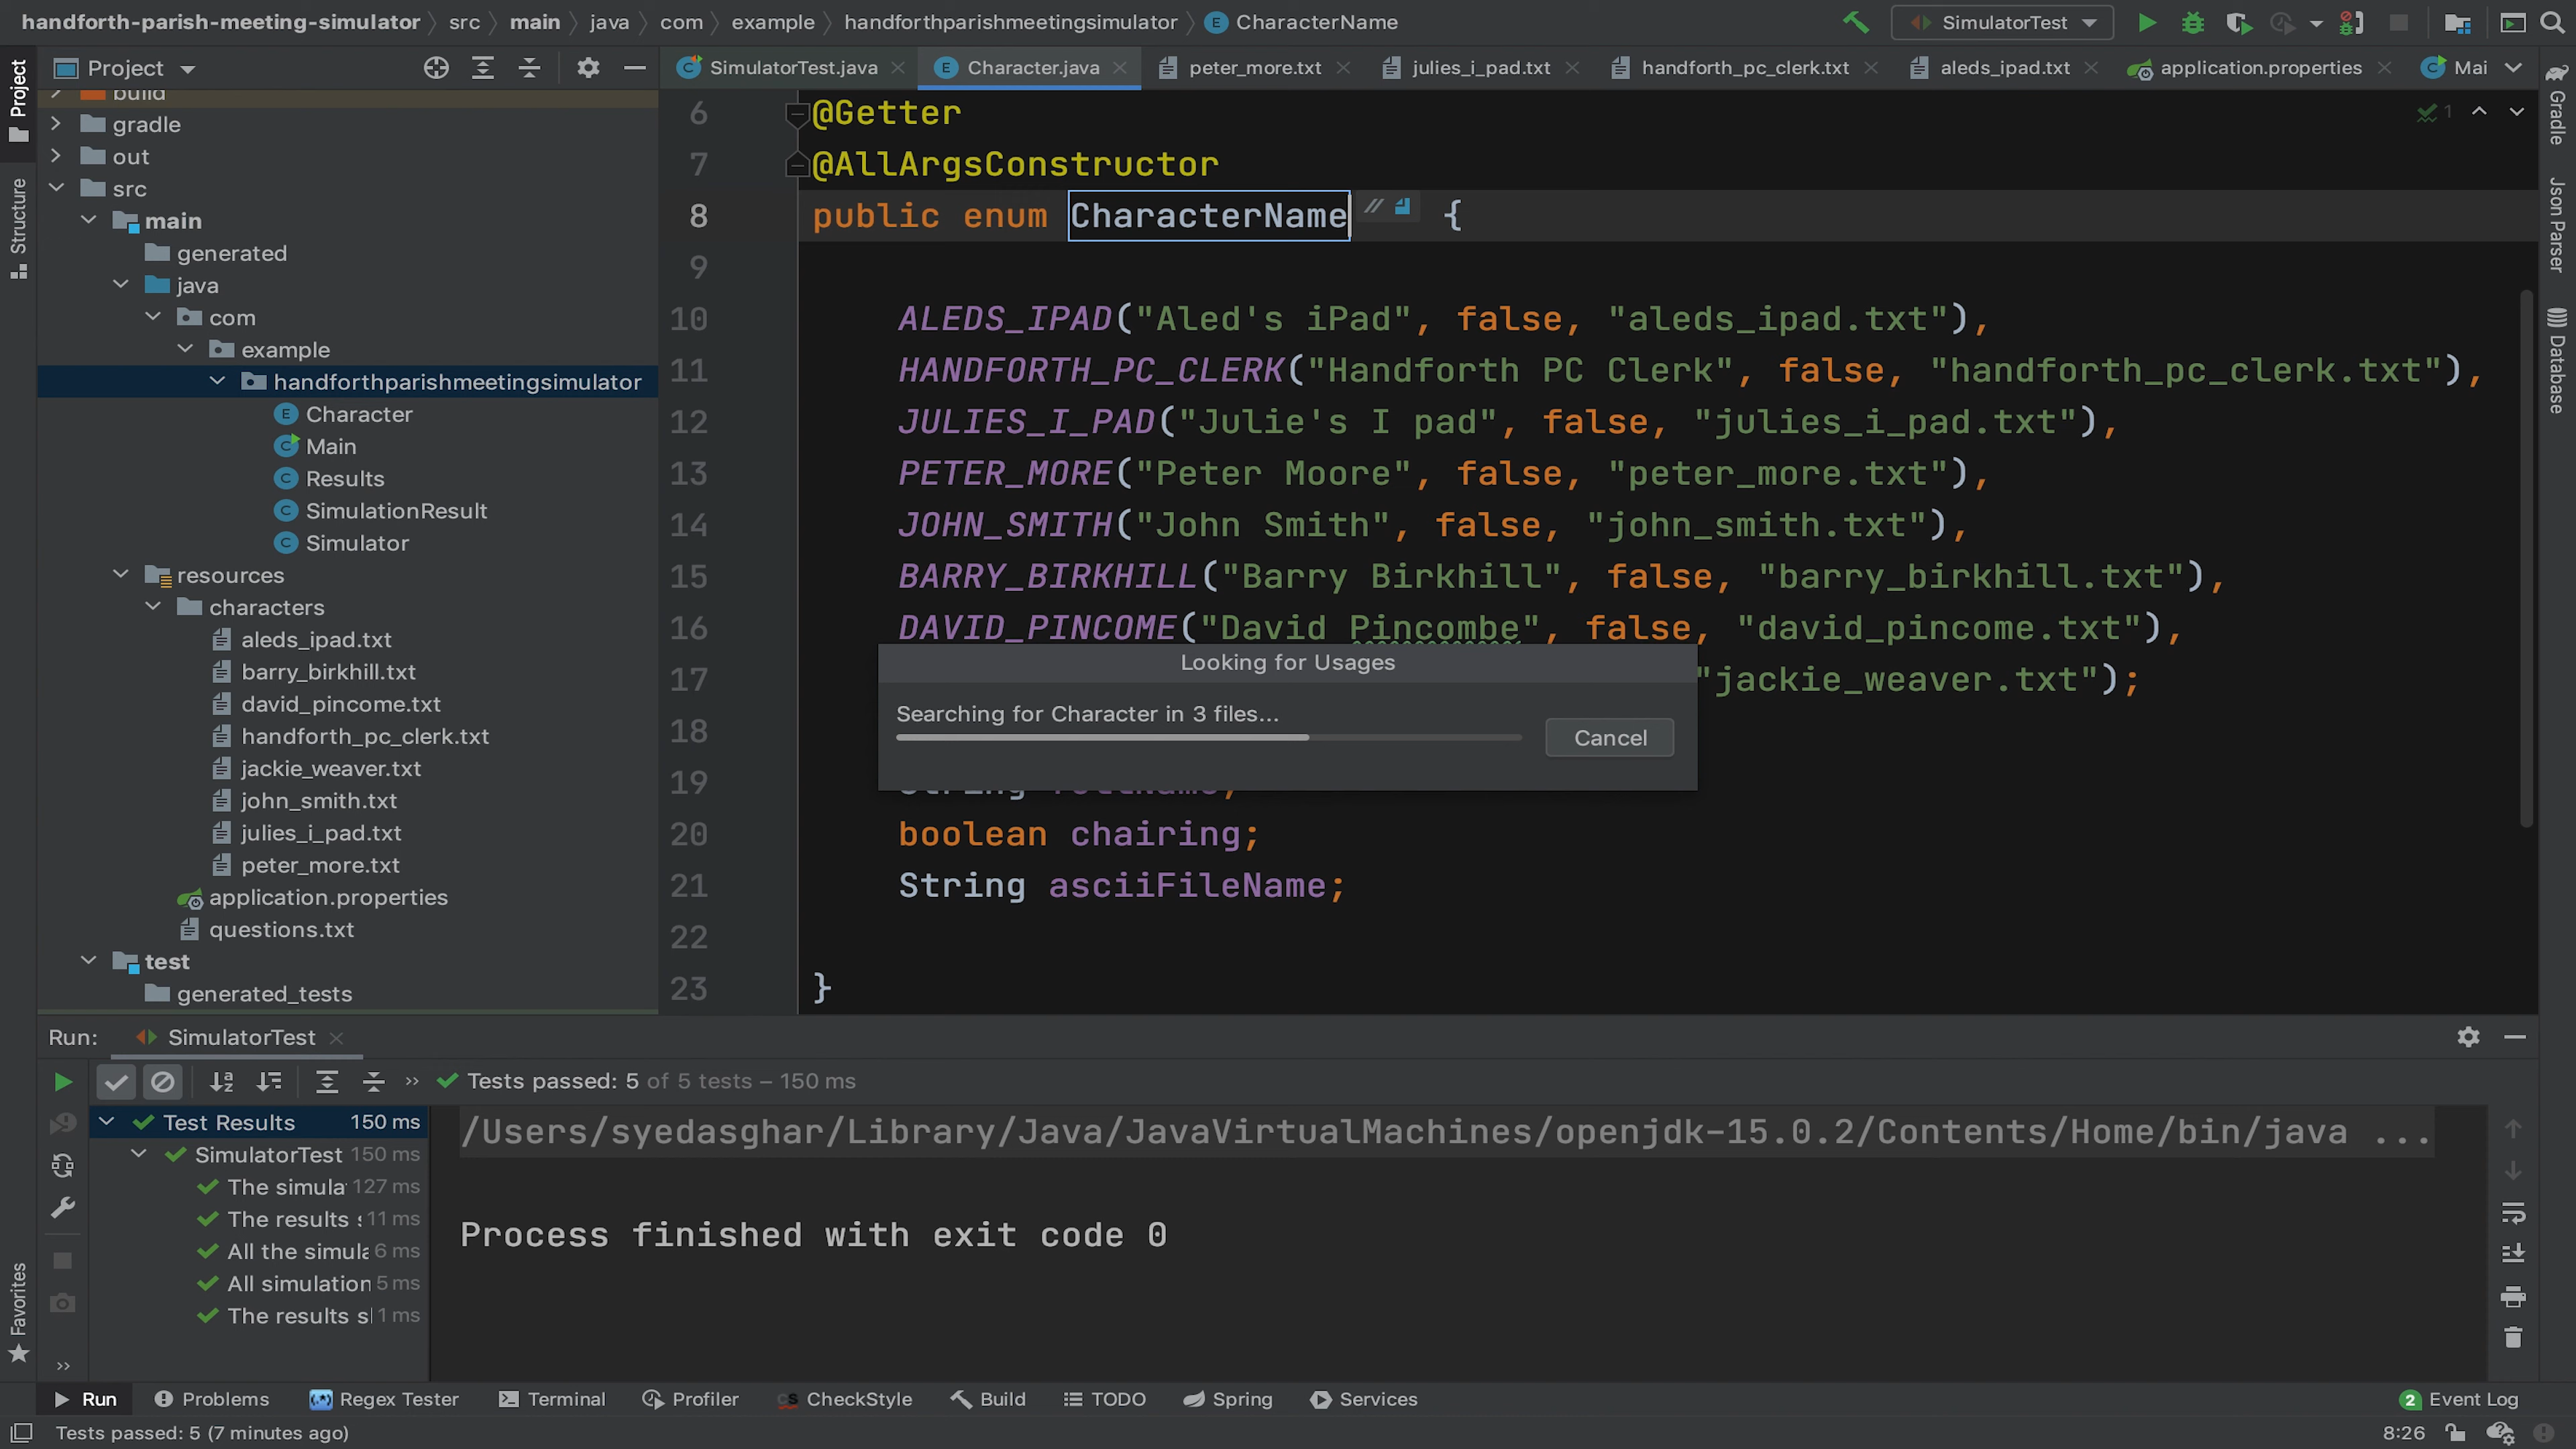 handforth-parish-meeting-simulator src main java com example handforthparishmeetingsimulator CharacterName
SimulatorTest
Project
SimulatorTest.java Character.java peter_more.txt julies_i_pad.txt handforth_pc_clerk.txt aleds_ipad.txt application.properties Mai
Project
Structure
Favorites
build
gradle
out
src
main
generated
java
com
example
handforthparishmeetingsimulator
Character
Main
Results
SimulationResult
Simulator
resources
characters
aleds_ipad.txt
barry_birkhill.txt
david_pincome.txt
handforth_pc_clerk.txt
jackie_weaver.txt
john_smith.txt
julies_i_pad.txt
peter_more.txt
application.properties
questions.txt
test
generated_tests
1
6 @Getter
7 @AllArgsConstructor
8 public enum CharacterName {
9
10 ALEDS_IPAD("Aled's iPad", false, "aleds_ipad.txt"),
11 HANDFORTH_PC_CLERK("Handforth PC Clerk", false, "handforth_pc_clerk.txt"),
12 JULIES_I_PAD("Julie's I pad", false, "julies_i_pad.txt"),
13 PETER_MORE("Peter Moore", false, "peter_more.txt"),
14 JOHN_SMITH("John Smith", false, "john_smith.txt"),
15 BARRY_BIRKHILL("Barry Birkhill", false, "barry_birkhill.txt"),
16 DAVID_PINCOME("David Pincombe", false, "david_pincome.txt"),
17 "jackie_weaver.txt");
18
19 String
20 boolean chairing;
21 String asciiFileName;
22
23 }
Looking for Usages
Searching for Character in 3 files...
Cancel
Gradle
Json Parser
Database
Run: SimulatorTest
Tests passed: 5 of 5 tests – 150 ms
Test Results 150 ms
SimulatorTest 150 ms
The simula 127 ms
The results s 11 ms
All the simula 6 ms
All simulation 5 ms
The results sl 1 ms
/Users/syedasghar/Library/Java/JavaVirtualMachines/openjdk-15.0.2/Contents/Home/bin/java ...
Process finished with exit code 0
Run Problems Regex Tester Terminal Profiler CheckStyle Build TODO Spring Services 2 Event Log
Tests passed: 5 (7 minutes ago) 8:26